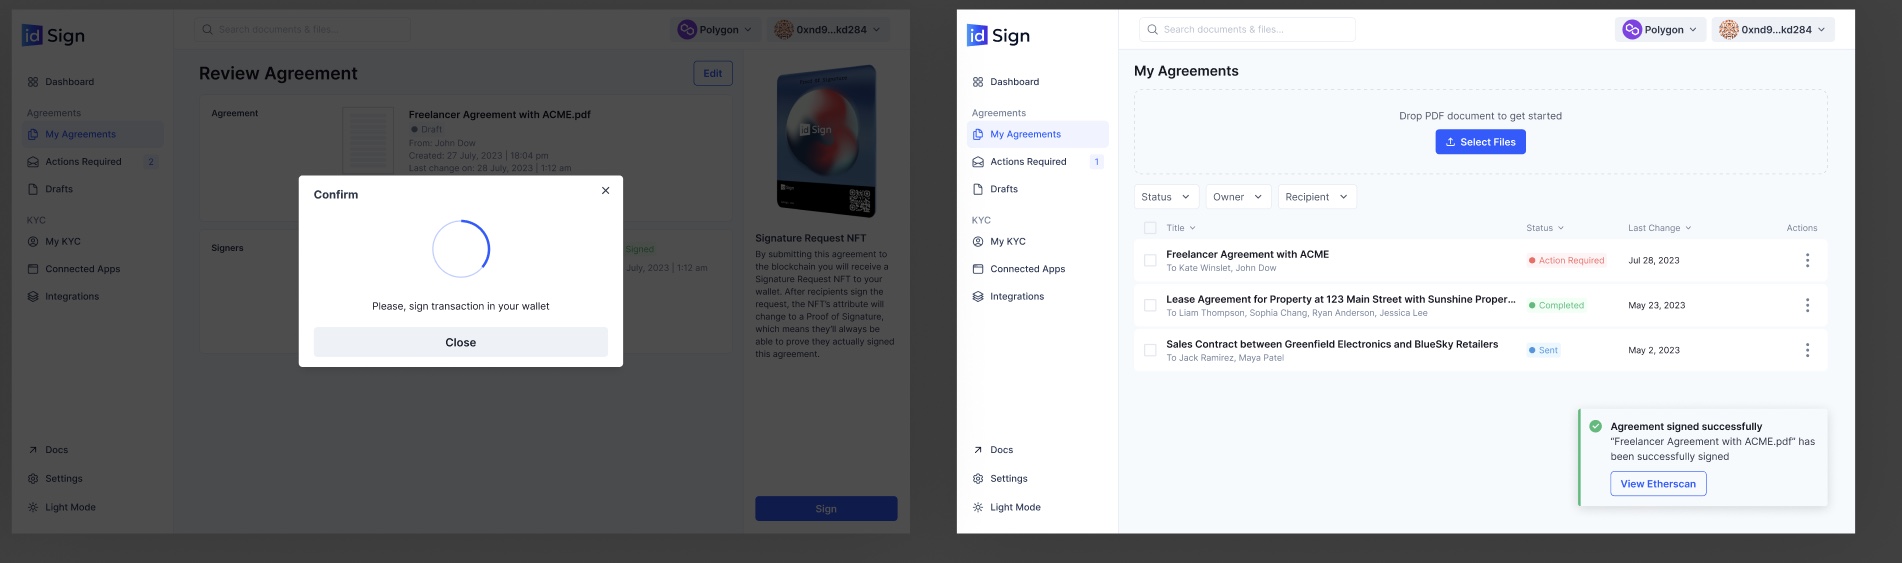 id Sign
Search documents & files...
Polygon
0xnd9...kd284
Dashboard
Agreements
My Agreements
Actions Required
2
Drafts
KYC
My KYC
Connected Apps
Integrations
Docs
Settings
Light Mode
Review Agreement
Edit
Agreement
Freelancer Agreement with ACME.pdf
Draft
From: John Dow
Created: 27 July, 2023 | 18:04 pm
Last change on: 28 July, 2023 | 1:12 am
Signers
Signed
July, 2023 | 1:12 am
Confirm
Please, sign transaction in your wallet
Close
id Sign
Signature Request NFT
By submitting this agreement to
the blockchain you will receive a
Signature Request NFT to your
wallet. After recipients sign the
request, the NFT's attribute will
change to a Proof of Signature,
which means they'll always be
able to prove they actually signed
this agreement.
Sign
id Sign
Search documents & files...
Polygon
0xnd9...kd284
Dashboard
Agreements
My Agreements
Actions Required
1
Drafts
KYC
My KYC
Connected Apps
Integrations
Docs
Settings
Light Mode
My Agreements
Drop PDF document to get started
Select Files
Status
Owner
Recipient
Title
Status
Last Change
Actions
Freelancer Agreement with ACME
To Kate Winslet, John Dow
Action Required
Jul 28, 2023
Lease Agreement for Property at 123 Main Street with Sunshine Proper...
To Liam Thompson, Sophia Chang, Ryan Anderson, Jessica Lee
Completed
May 23, 2023
Sales Contract between Greenfield Electronics and BlueSky Retailers
To Jack Ramirez, Maya Patel
Sent
May 2, 2023
Agreement signed successfully
“Freelancer Agreement with ACME.pdf” has
been successfully signed
View Etherscan